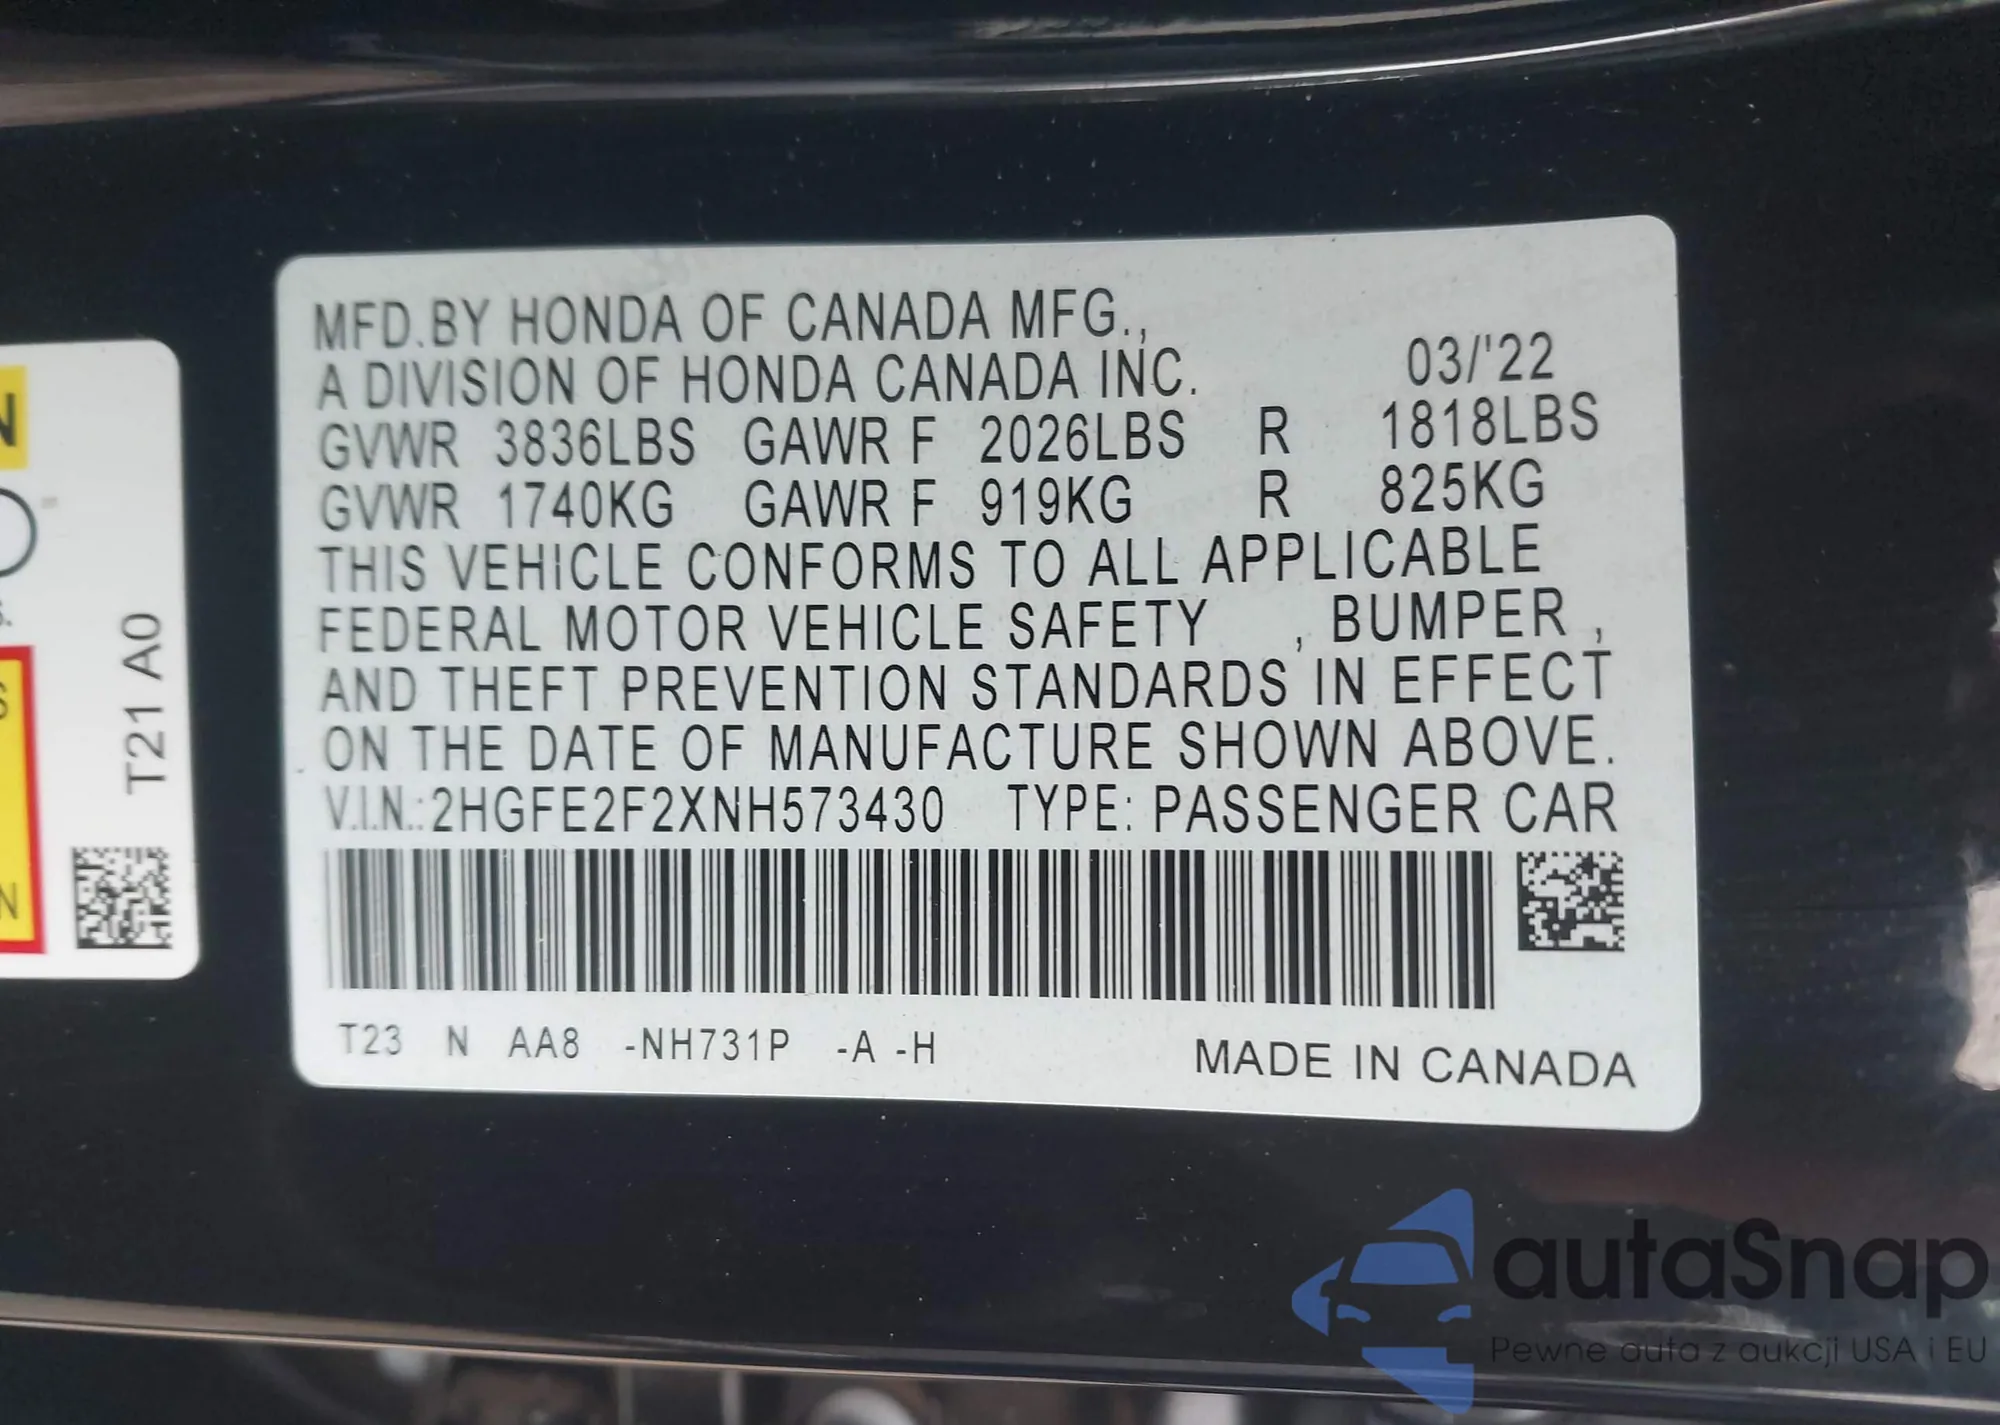 MFD.BY HONDA OF CANADA MFG.,
A DIVISION OF HONDA CANADA INC. 03/'22
GVWR 3836LBS GAWR F 2026LBS R 1818LBS
GVWR 1740KG GAWR F 919KG R 825KG
THIS VEHICLE CONFORMS TO ALL APPLICABLE
FEDERAL MOTOR VEHICLE SAFETY , BUMPER ,
AND THEFT PREVENTION STANDARDS IN EFFECT
ON THE DATE OF MANUFACTURE SHOWN ABOVE.
V.I.N.:2HGFE2F2XNH573430 TYPE: PASSENGER CAR
T23 N AA8 -NH731P -A -H MADE IN CANADA
T21 A0
N
S
N
autaSnap
Pewne auta z aukcji USA i EU